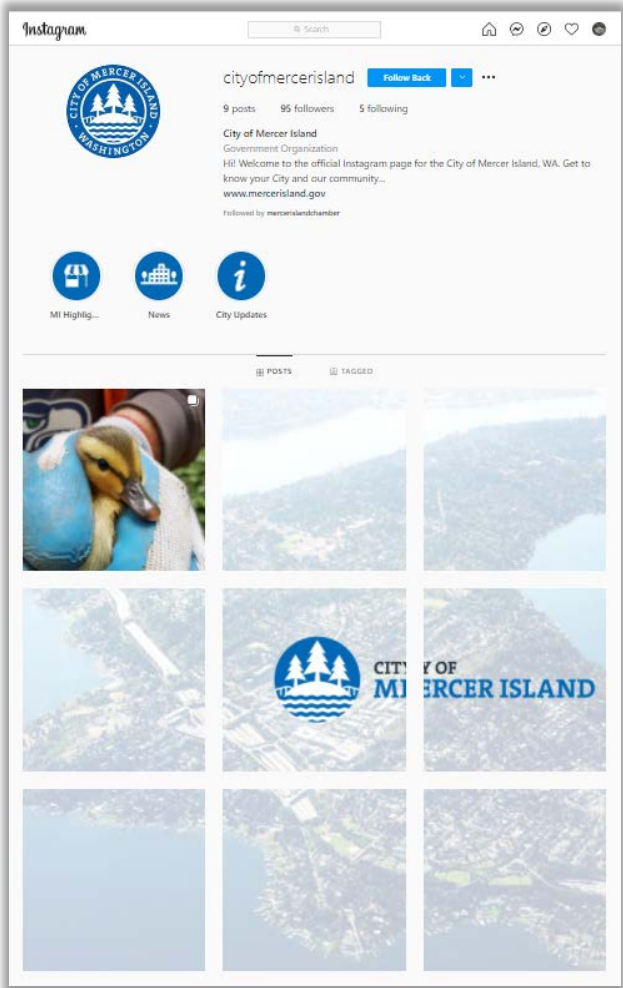 Instagram
Search
CITY OF MERCER ISLAND
WASHINGTON
cityofmercerisland Follow Back
9 posts 95 followers 5 following
City of Mercer Island
Government Organization
Hi! Welcome to the official Instagram page for the City of Mercer Island, WA. Get to
know your City and our community...
www.mercerisland.gov
Followed by mercerislandchamber
MI Highlig... News City Updates
POSTS TAGGED
CITY Y OF
MERCER ISLAND